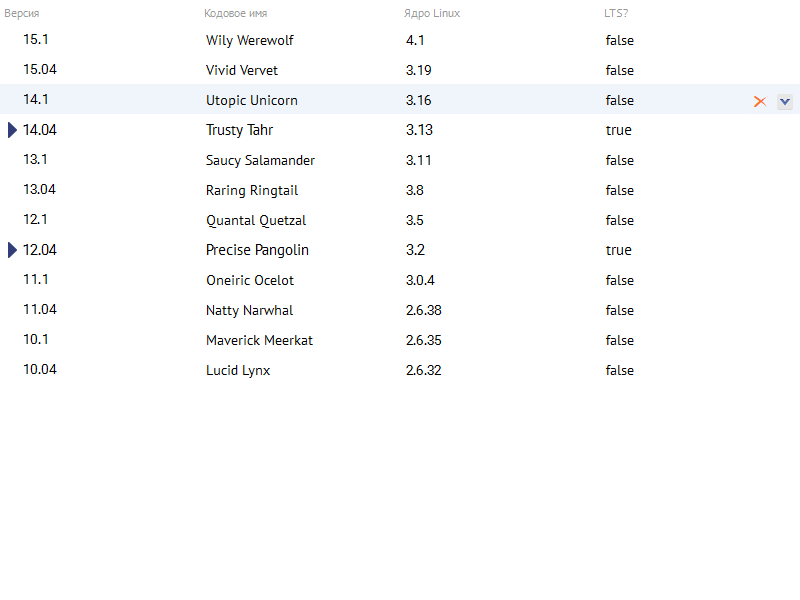 Версия Кодовое имя Ядро Linux LTS?
15.1 Wily Werewolf 4.1 false
15.04 Vivid Vervet 3.19 false
14.1 Utopic Unicorn 3.16 false
14.04 Trusty Tahr 3.13 true
13.1 Saucy Salamander 3.11 false
13.04 Raring Ringtail 3.8 false
12.1 Quantal Quetzal 3.5 false
12.04 Precise Pangolin 3.2 true
11.1 Oneiric Ocelot 3.0.4 false
11.04 Natty Narwhal 2.6.38 false
10.1 Maverick Meerkat 2.6.35 false
10.04 Lucid Lynx 2.6.32 false